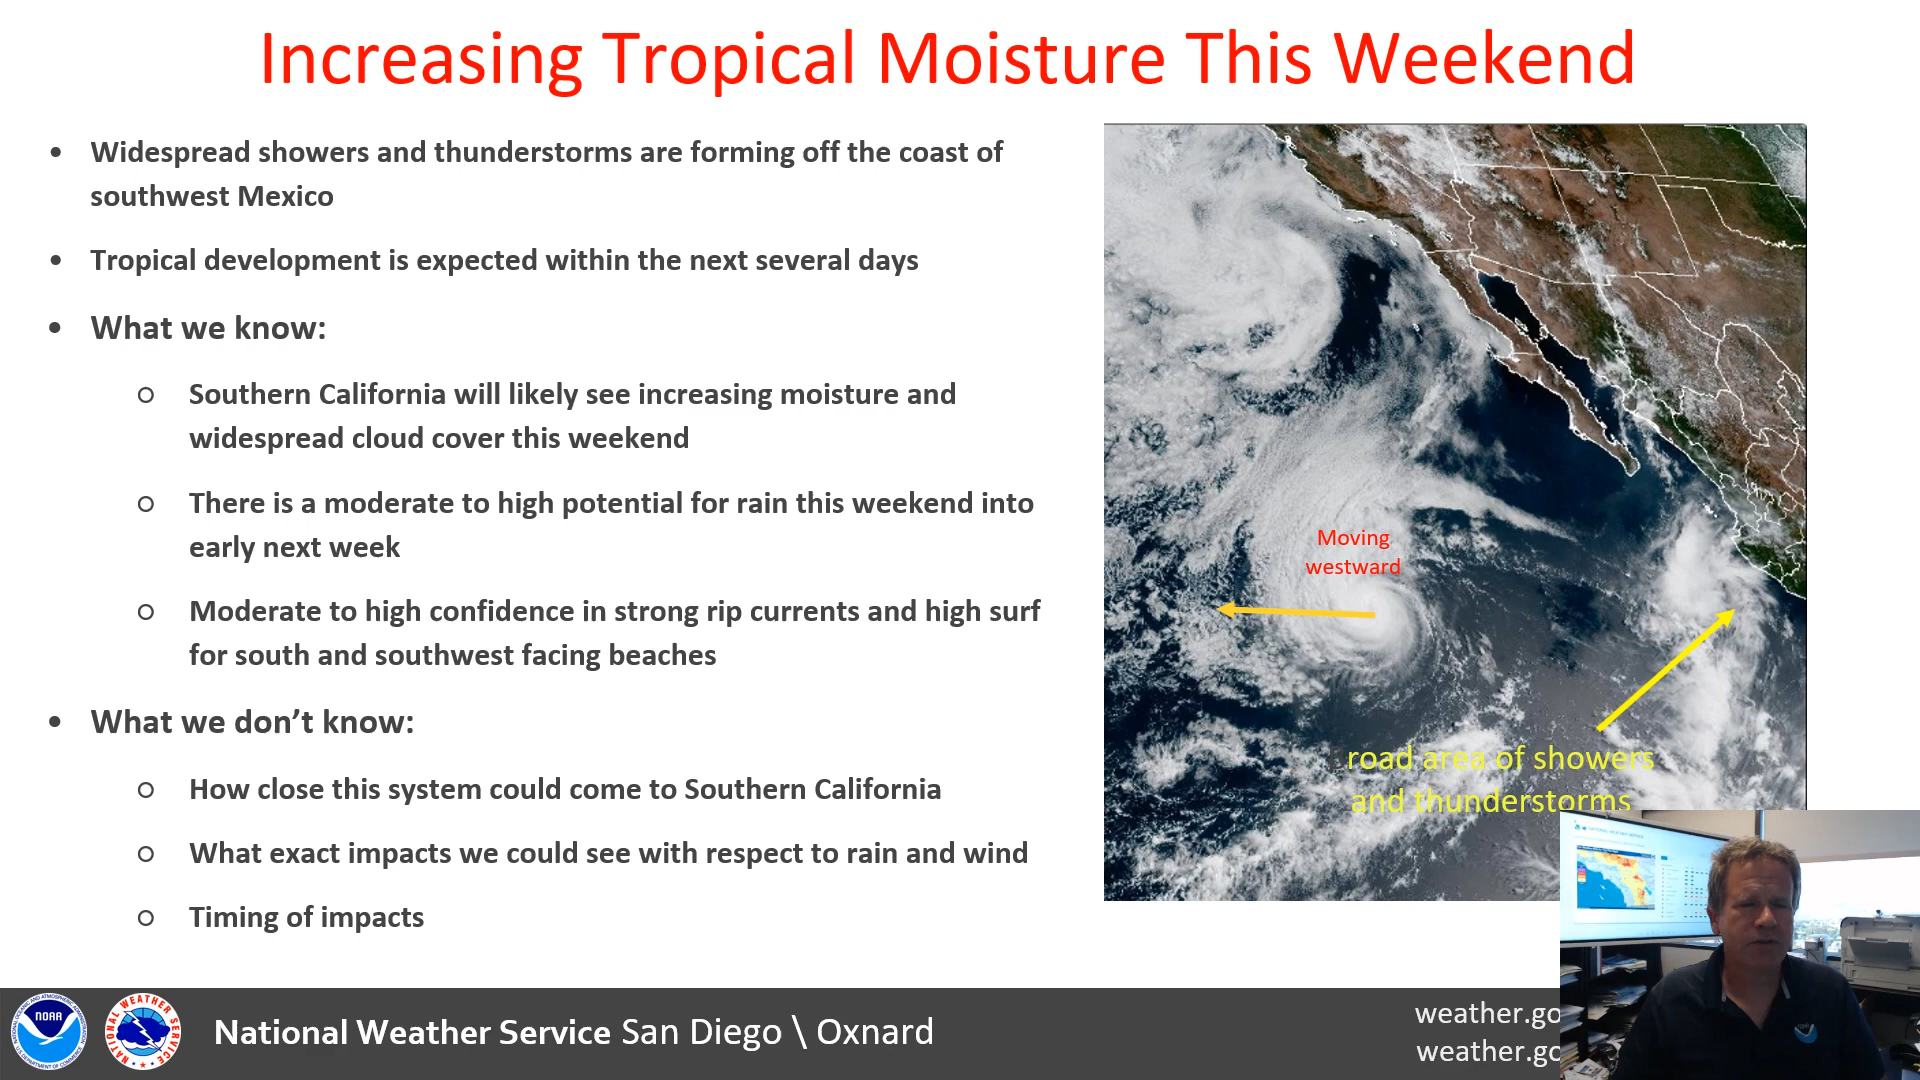 Increasing Tropical Moisture This Weekend
• Widespread showers and thunderstorms are forming off the coast of
southwest Mexico
• Tropical development is expected within the next several days
• What we know:
o Southern California will likely see increasing moisture and
widespread cloud cover this weekend
o There is a moderate to high potential for rain this weekend into
early next week
o Moderate to high confidence in strong rip currents and high surf
for south and southwest facing beaches
• What we don't know:
o How close this system could come to Southern California
o What exact impacts we could see with respect to rain and wind
o Timing of impacts
Moving
westward
road area of showers
and thunderstorms
NOAA
NATIONAL WEATHER SERVICE
National Weather Service San Diego \ Oxnard
weather.go
weather.go